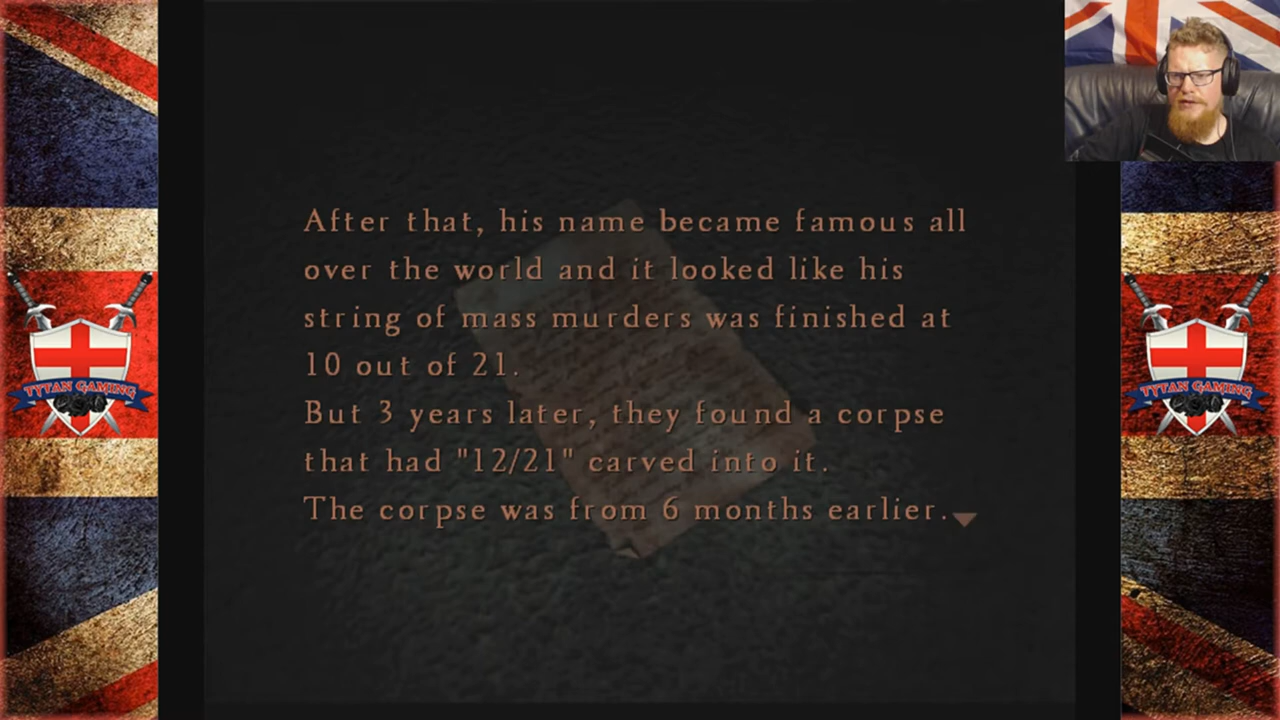 After that, his name became famous all
over the world and it looked like his
string of mass murders was finished at
10 out of 21.
But 3 years later, they found a corpse
that had "12/21" carved into it.
The corpse was from 6 months earlier.
TYTAN GAMING
TYTAN GAMING